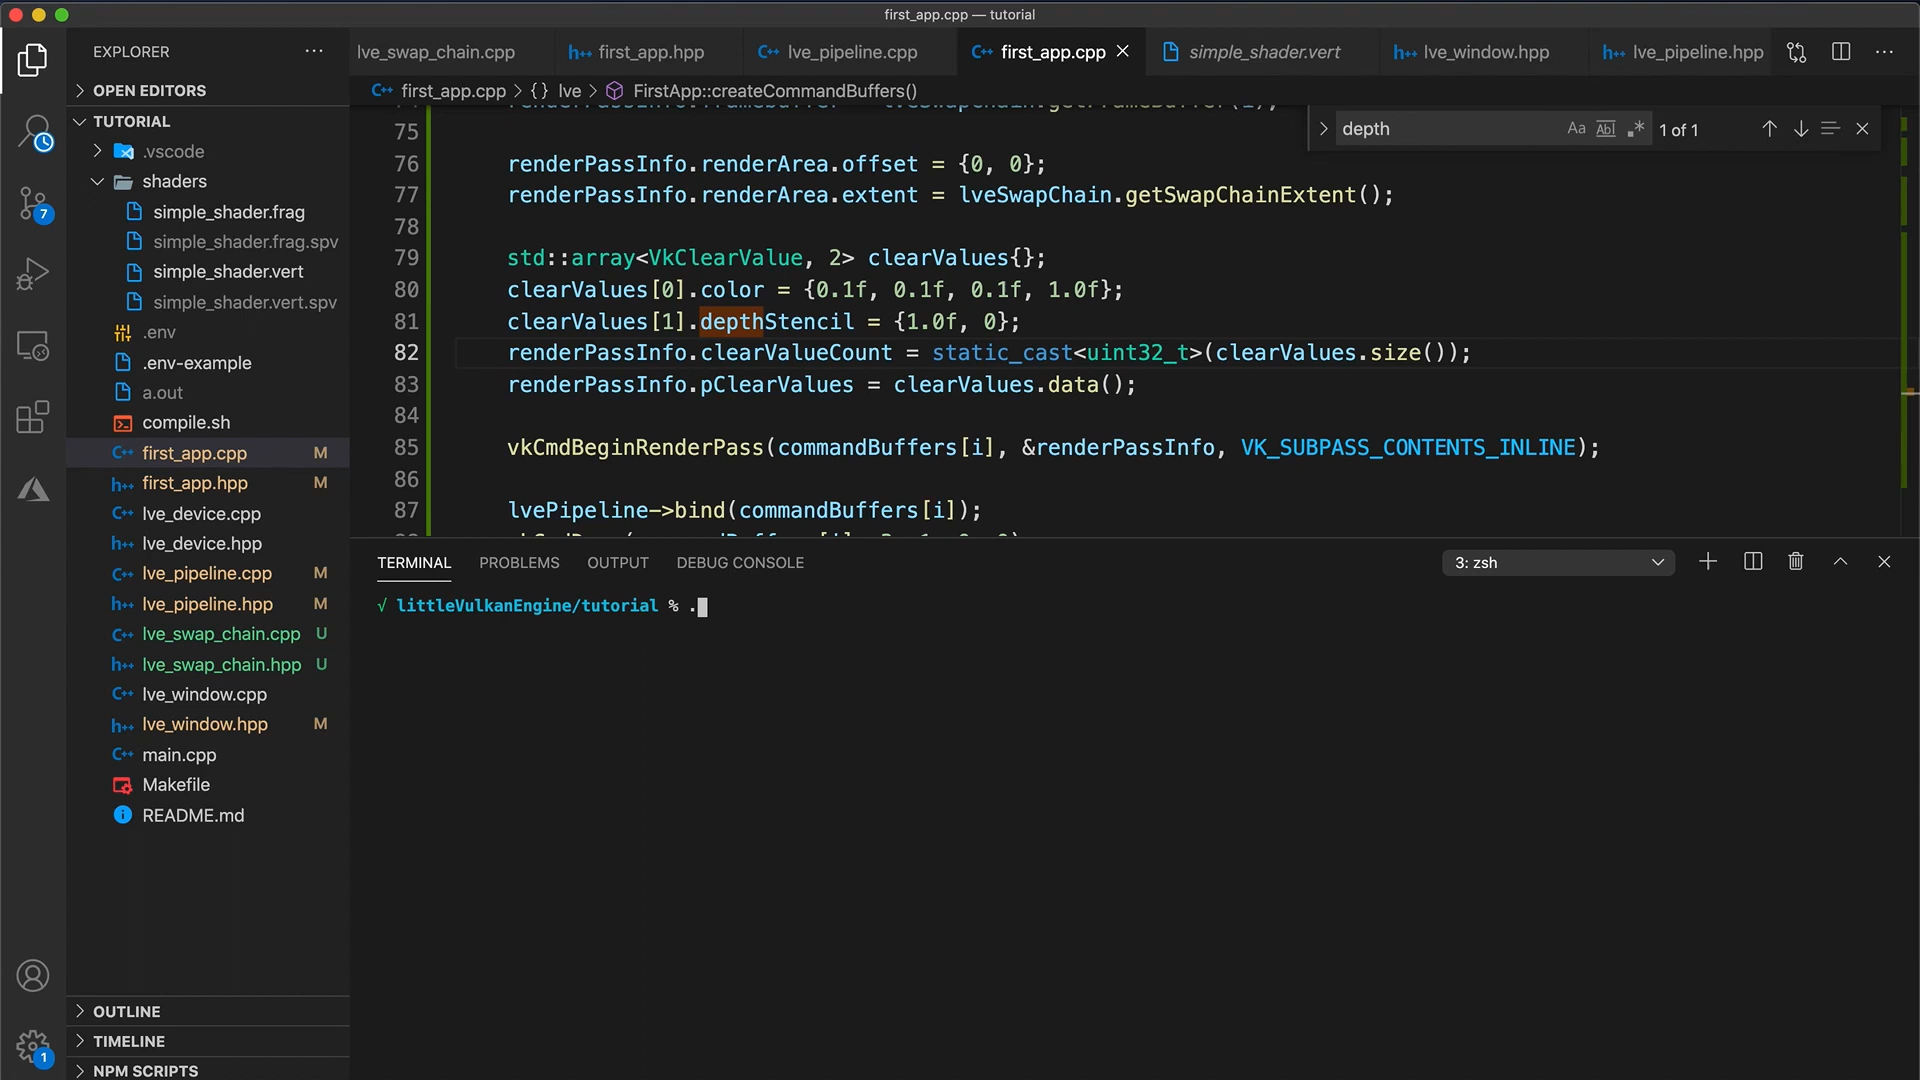 first_app.cpp — tutorial
EXPLORER
lve_swap_chain.cpp
first_app.hpp
lve_pipeline.cpp
first_app.cpp
simple_shader.vert
lve_window.hpp
lve_pipeline.hpp
first_app.cpp > {} lve > FirstApp::createCommandBuffers()
depth
Aa Abl .* 1 of 1
OPEN EDITORS
TUTORIAL
.vscode
shaders
simple_shader.frag
simple_shader.frag.spv
simple_shader.vert
simple_shader.vert.spv
.env
.env-example
a.out
compile.sh
first_app.cpp M
first_app.hpp M
lve_device.cpp
lve_device.hpp
lve_pipeline.cpp M
lve_pipeline.hpp M
lve_swap_chain.cpp U
lve_swap_chain.hpp U
lve_window.cpp
lve_window.hpp M
main.cpp
Makefile
README.md
OUTLINE
TIMELINE
NPM SCRIPTS
7
1
75
76 renderPassInfo.renderArea.offset = {0, 0};
77 renderPassInfo.renderArea.extent = lveSwapChain.getSwapChainExtent();
78
79 std::array<VkClearValue, 2> clearValues{};
80 clearValues[0].color = {0.1f, 0.1f, 0.1f, 1.0f};
81 clearValues[1].depthStencil = {1.0f, 0};
82 renderPassInfo.clearValueCount = static_cast<uint32_t>(clearValues.size());
83 renderPassInfo.pClearValues = clearValues.data();
84
85 vkCmdBeginRenderPass(commandBuffers[i], &renderPassInfo, VK_SUBPASS_CONTENTS_INLINE);
86
87 lvePipeline->bind(commandBuffers[i]);
TERMINAL PROBLEMS OUTPUT DEBUG CONSOLE
3: zsh
√ littleVulkanEngine/tutorial % .